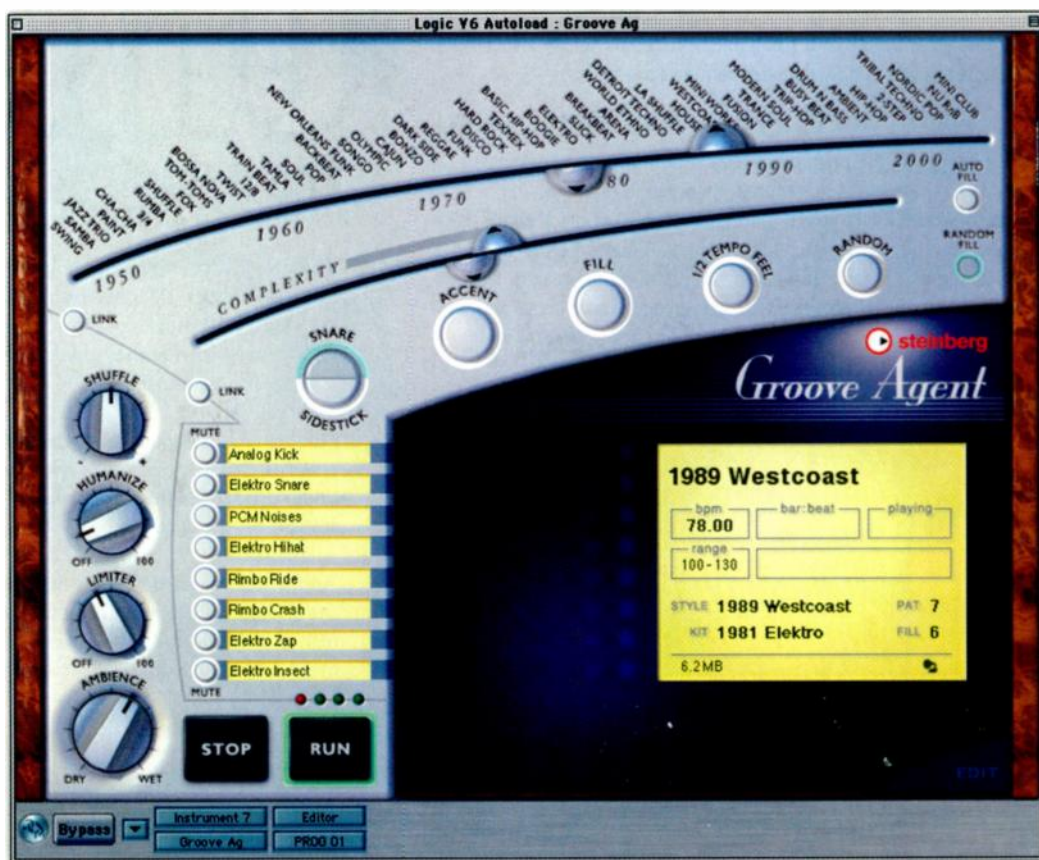 Logic V6 Autoload : Groove Ag
SWING
SAMBA
JAZZ TRIO
PAINT
CHA-CHA
3/4
RUMBA
SHUFFLE
FOX
TOM-TOMS
BOSSA NOVA
TWIST
12/8
TRAIN BEAT
TAMLA
SOUL
POP
BACKBEAT
NEW ORLEANS FUNK
SONGO
OLYMPIC
CAJUN
BONZO
DARK SIDE
REGGAE
FUNK
DISCO
HARD ROCK
TEXMEX
BASIC HIP-HOP
BOOGIE
ELEKTRO
SLICK
BREAKBEAT
ARENA
WORLD ETHNO
DETROIT TECHNO
LA SHUFFLE
HOUSE
MINIWORKS
FUSION
TRANCE
MODERN SOUL
TRIP-HOP
BUSY BEAT
DRUM N BASS
AMBIENT
HIP-HOP
2-STEP
TRIBAL TECHNO
NORDIC POP
NU RnB
MINI CLUB
1950
1960
1970
80
1990
2000
AUTO FILL
RANDOM FILL
COMPLEXITY
LINK
LINK
ACCENT
FILL
1/2 TEMPO FEEL
RANDOM
SNARE
SIDESTICK
steinberg
Groove Agent
SHUFFLE
- +
HUMANIZE
OFF 100
LIMITER
OFF 100
AMBIENCE
DRY WET
MUTE
Analog Kick
Elektro Snare
PCM Noises
Elektro Hihat
Rimbo Ride
Rimbo Crash
Elektro Zap
Elektro Insect
MUTE
STOP
RUN
1989 Westcoast
bpm bar:beat playing
78.00
range
100-130
STYLE 1989 Westcoast PAT 7
KIT 1981 Elektro FILL 6
6.2MB
EDIT
Bypass
Instrument 7
Editor
Groove Ag
PROG 01